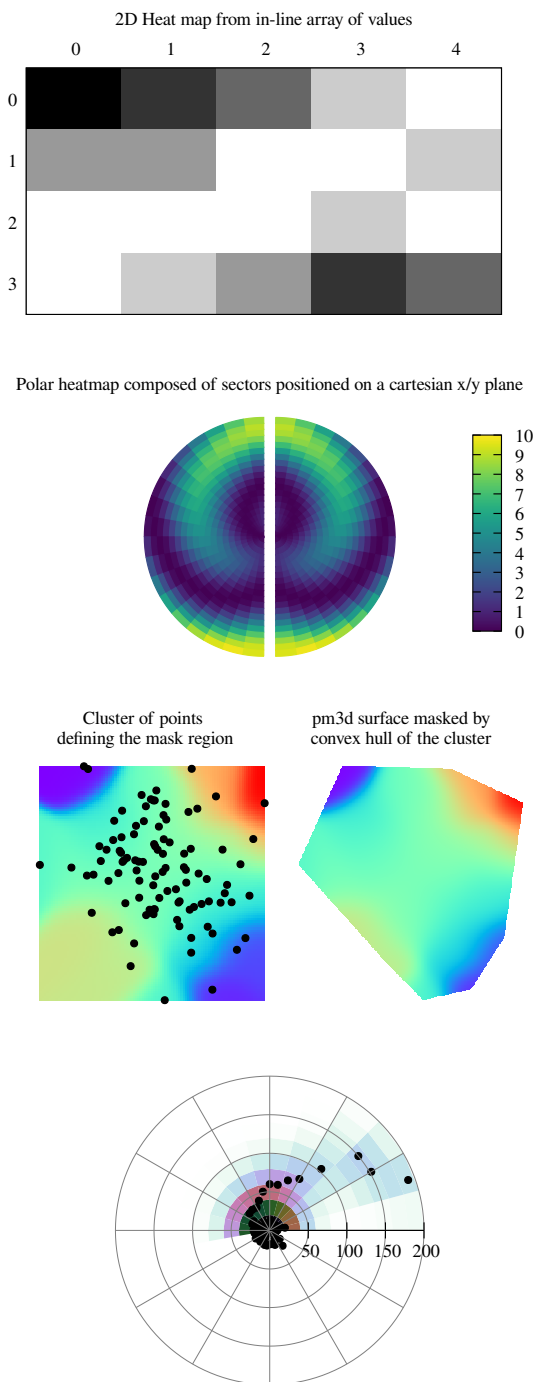 2D Heat map from in-line array of values
0 1 2 3 4
0
1
2
3
Polar heatmap composed of sectors positioned on a cartesian x/y plane
10
9
8
7
6
5
4
3
2
1
0
Cluster of points
defining the mask region
pm3d surface masked by
convex hull of the cluster
50 100 150 200